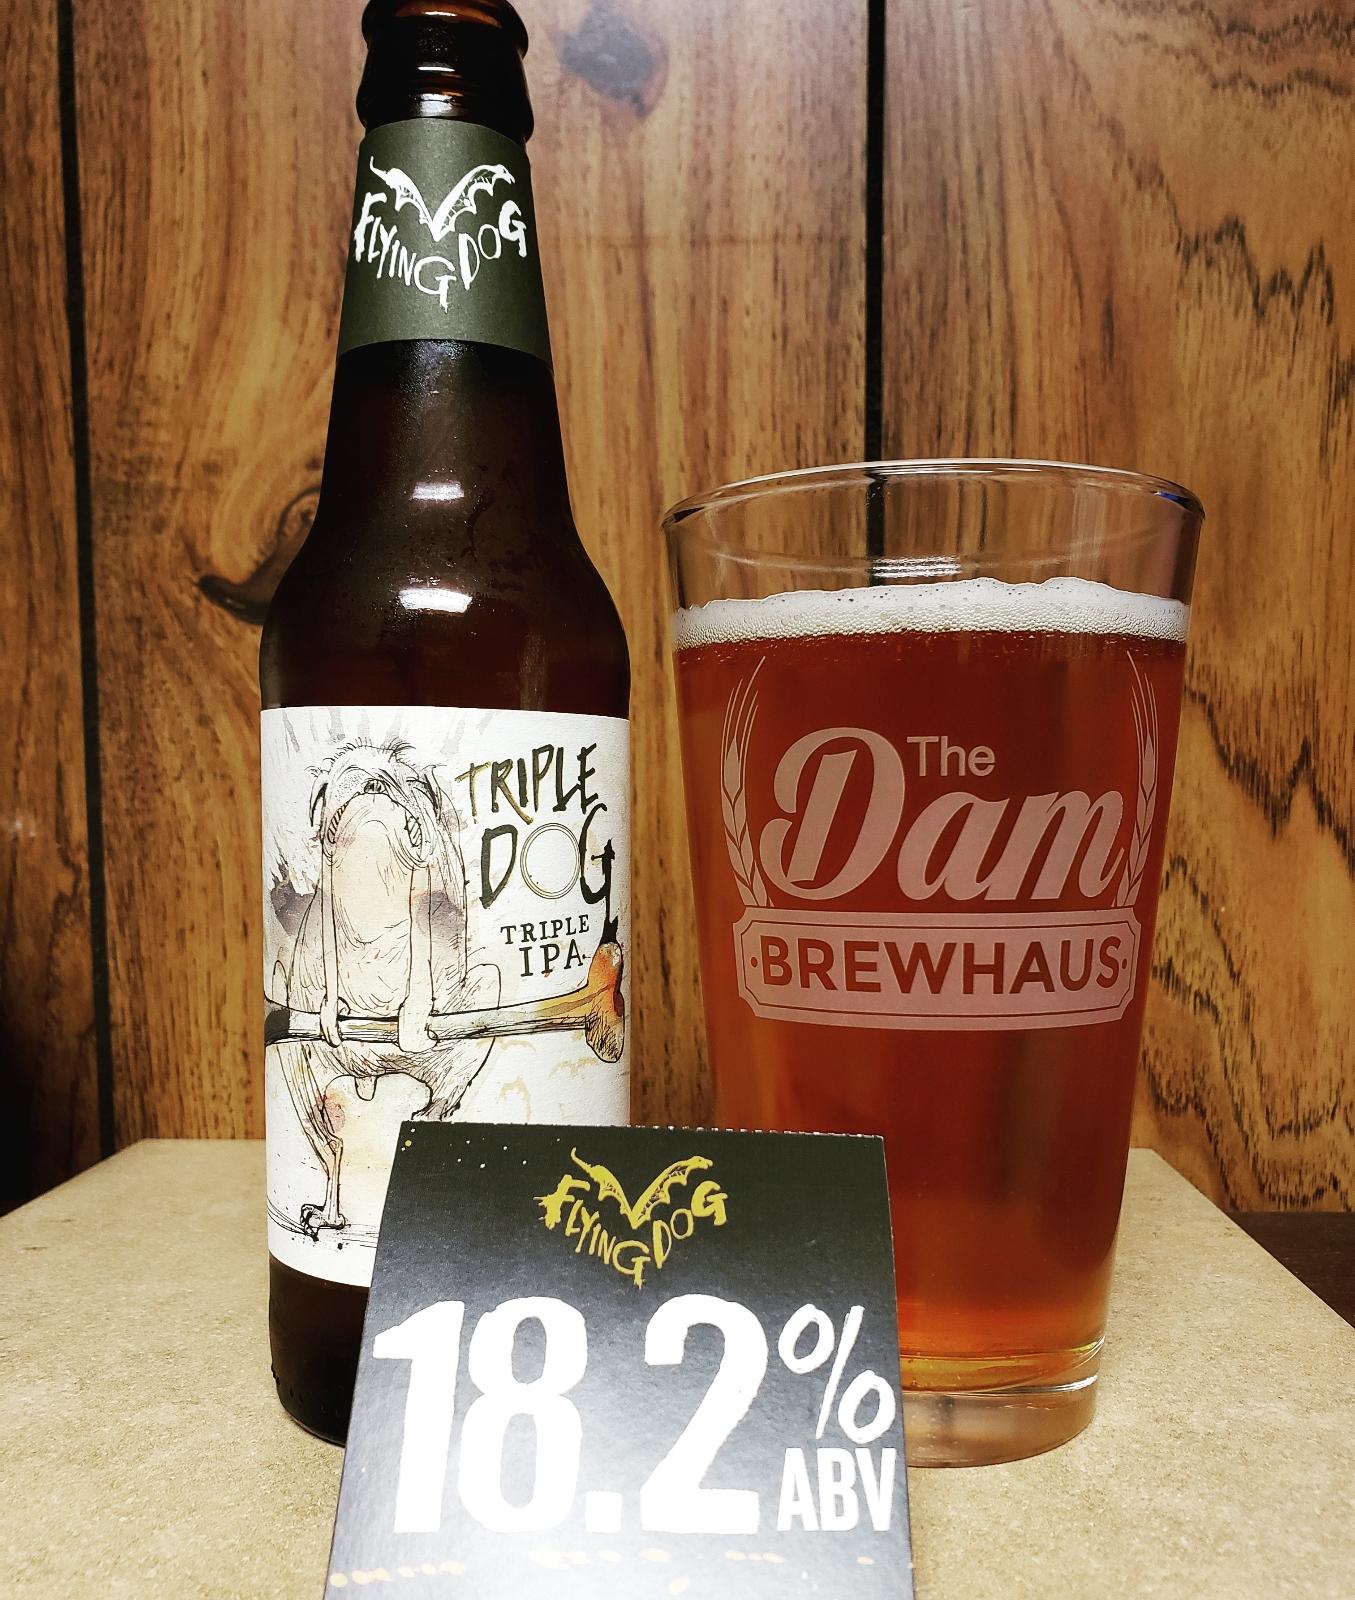 FLYING DOG
TRIPLE
DOG
TRIPLE
IPA
The
Dam
·BREWHAUS·
FLYING DOG
18.2%
ABV